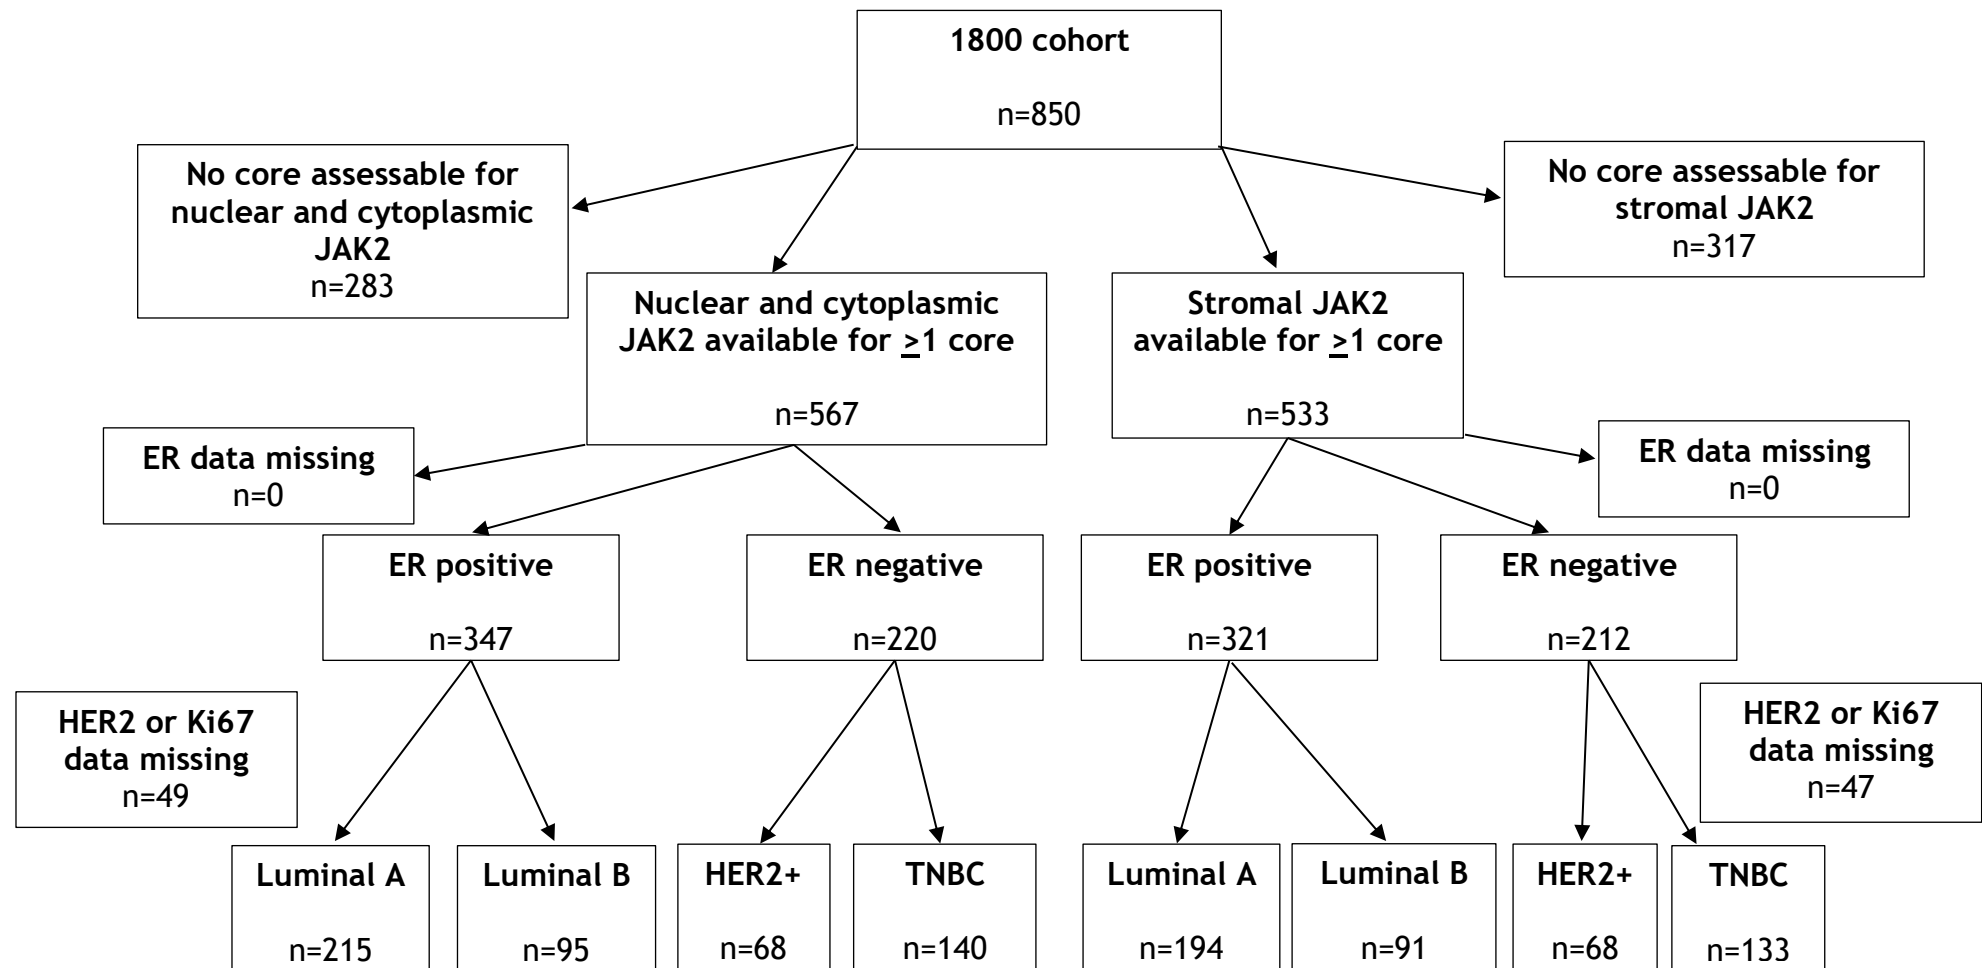 1800 cohort
n=850
No core assessable for
nuclear and cytoplasmic
JAK2
n=283
No core assessable for
stromal JAK2
n=317
Nuclear and cytoplasmic
JAK2 available for ≥1 core
n=567
Stromal JAK2
available for ≥1 core
n=533
ER data missing
n=0
ER data missing
n=0
ER positive
n=347
ER negative
n=220
ER positive
n=321
ER negative
n=212
HER2 or Ki67
data missing
n=49
HER2 or Ki67
data missing
n=47
Luminal A
n=215
Luminal B
n=95
HER2+
n=68
TNBC
n=140
Luminal A
n=194
Luminal B
n=91
HER2+
n=68
TNBC
n=133